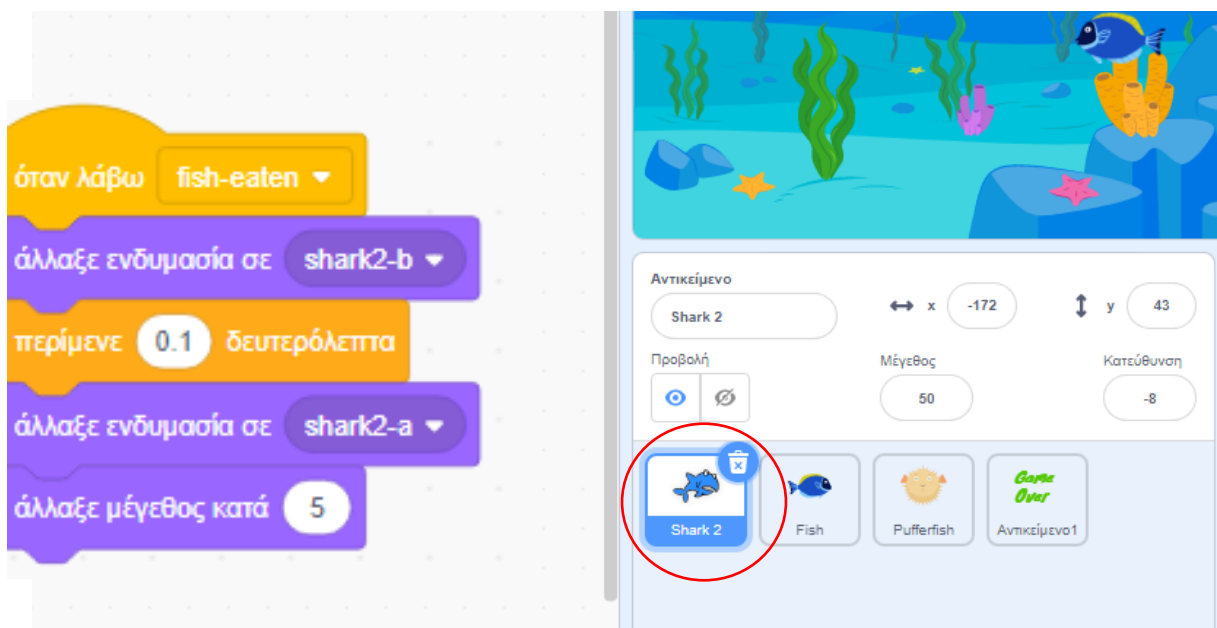 όταν λάβω fish-eaten
άλλαξε ενδυμασία σε shark2-b
περίμενε 0.1 δευτερόλεπτα
άλλαξε ενδυμασία σε shark2-a
άλλαξε μέγεθος κατά 5
Αντικείμενο
Shark 2 x -172 y 43
Προβολή Μέγεθος Κατεύθυνση
50 -8
Game
Over
Shark 2 Fish Pufferfish Αντικείμενο1